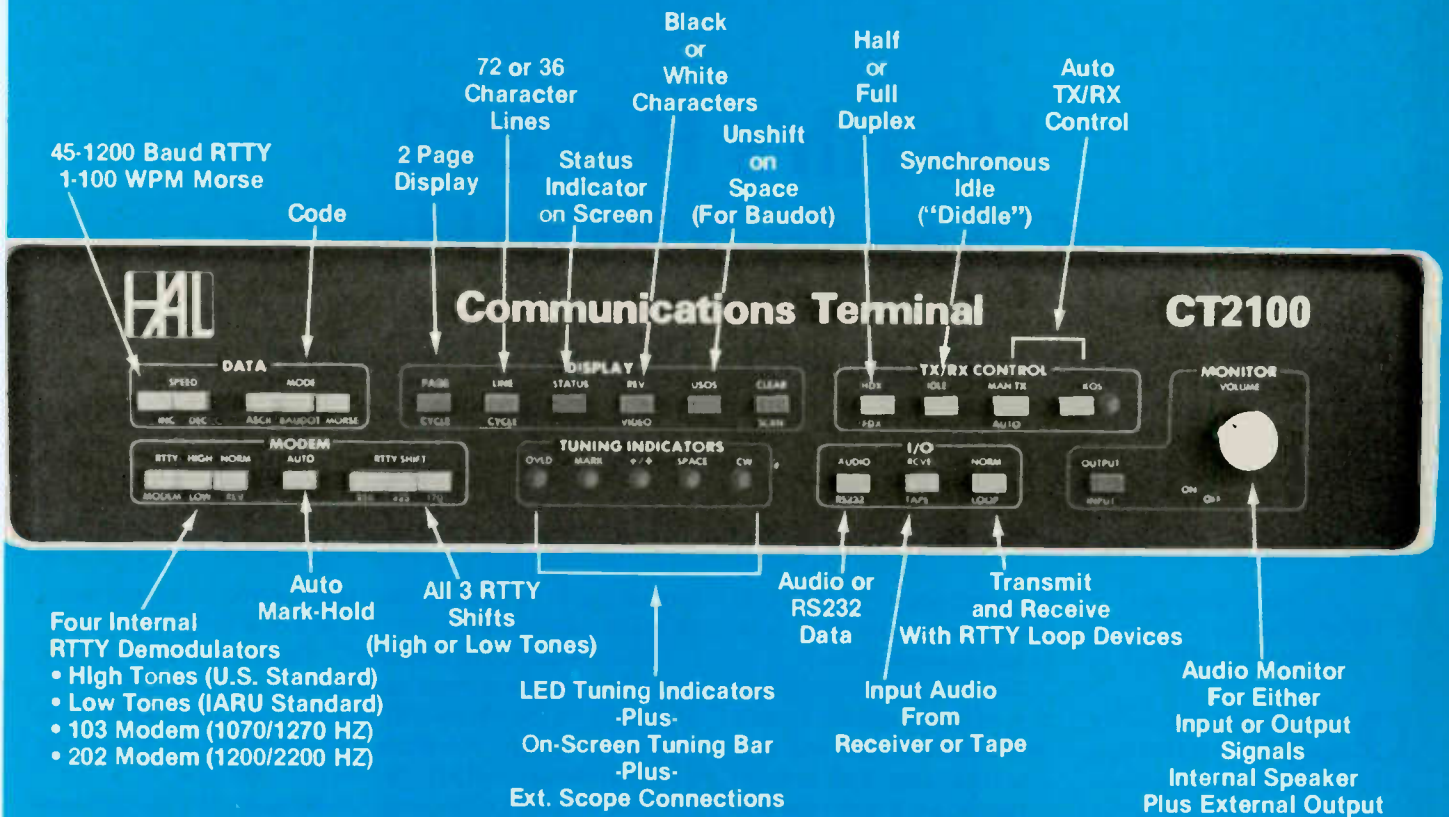 Black
or
White
Characters
Half
or
Full
Duplex
72 or 36
Character
Lines
Auto
TX/RX
Control
Unshift
on
Space
(For Baudot)
45-1200 Baud RTTY
1-100 WPM Morse
2 Page
Display
Status
Indicator
on Screen
Synchronous
Idle
("Diddle")
Code
HAL
Communications Terminal
CT2100
DATA
SPEED
MODE
INC DEC
ASCII BAUDOT MORSE
DISPLAY
PAGE
LINE
STATUS
REV
USOS
CLEAR
CYCLE
CYCLE
VIDEO
SCAN
TX/RX CONTROL
HDX
IDLE
MAN TX
KOS
FDX
AUTO
MONITOR
VOLUME
OUTPUT
INPUT
ON
OFF
MODEM
RTTY HIGH NORM
AUTO
RTTY SHIFT
MODEM LOW REV
850 425 170
TUNING INDICATORS
OVLD
MARK
SPACE
CW
I/O
AUDIO
RCVR
NORM
RS232
TAPE
LOOP
Four Internal
RTTY Demodulators
• High Tones (U.S. Standard)
• Low Tones (IARU Standard)
• 103 Modem (1070/1270 HZ)
• 202 Modem (1200/2200 HZ)
Auto
Mark-Hold
All 3 RTTY
Shifts
(High or Low Tones)
LED Tuning Indicators
-Plus-
On-Screen Tuning Bar
-Plus-
Ext. Scope Connections
Audio or
RS232
Data
Input Audio
From
Receiver or Tape
Transmit
and Receive
With RTTY Loop Devices
Audio Monitor
For Either
Input or Output
Signals
Internal Speaker
Plus External Output